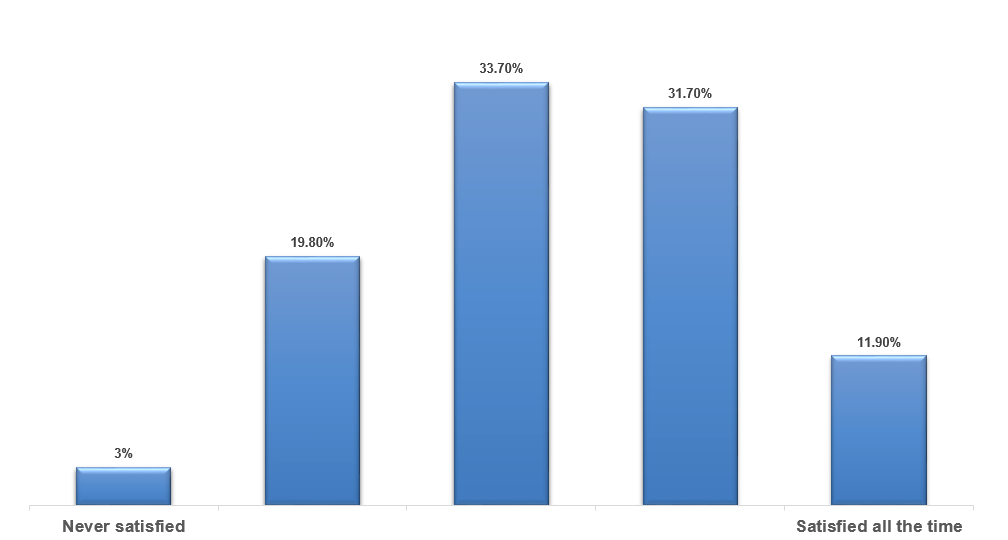 33.70%
31.70%
19.80%
11.90%
3%
Never satisfied
Satisfied all the time